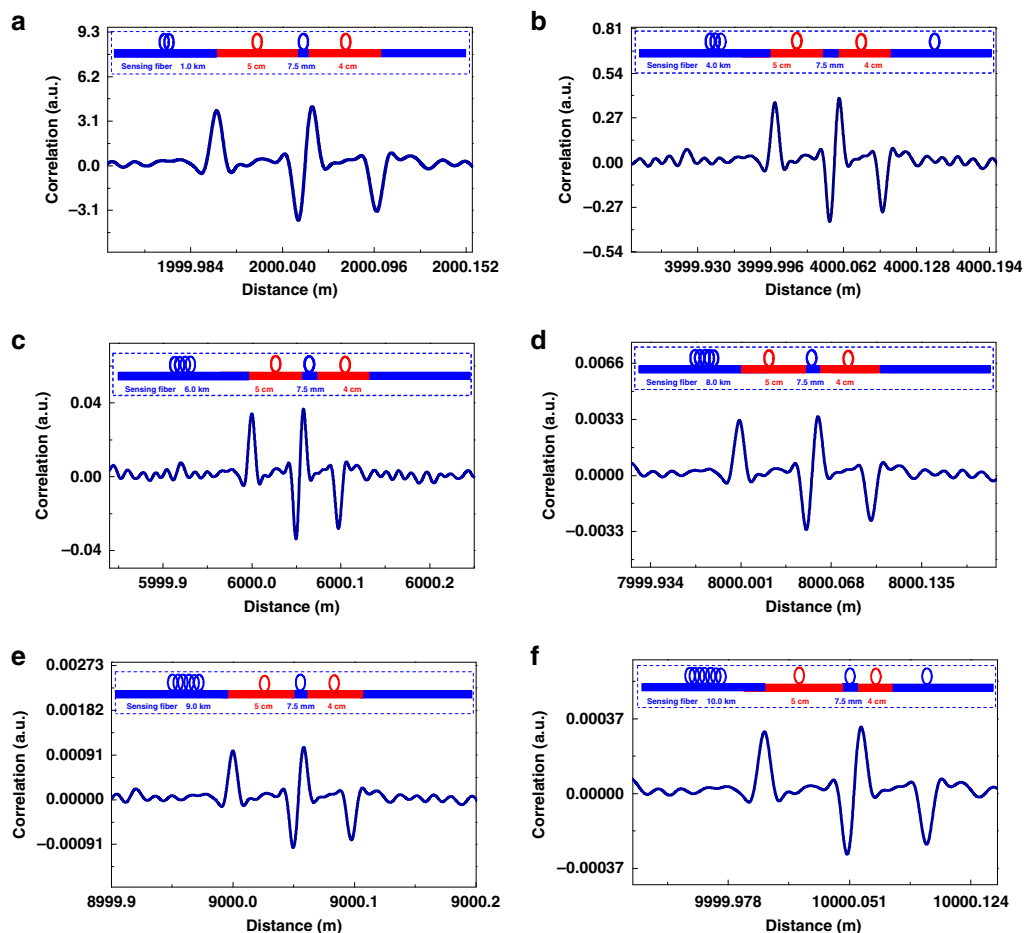 a
9.3
6.2
3.1
0.0
−3.1
Correlation (a.u.)
Sensing fiber 1.0 km 5 cm 7.5 mm 4 cm
1999.984 2000.040 2000.096 2000.152
Distance (m)
b
0.81
0.54
0.27
0.00
−0.27
−0.54
Correlation (a.u.)
Sensing fiber 4.0 km 5 cm 7.5 mm 4 cm
3999.930 3999.996 4000.062 4000.128 4000.194
Distance (m)
c
0.04
0.00
−0.04
Correlation (a.u.)
Sensing fiber 6.0 km 5 cm 7.5 mm 4 cm
5999.9 6000.0 6000.1 6000.2
Distance (m)
d
0.0066
0.0033
0.0000
−0.0033
Correlation (a.u.)
Sensing fiber 8.0 km 5 cm 7.5 mm 4 cm
7999.934 8000.001 8000.068 8000.135
Distance (m)
e
0.00273
0.00182
0.00091
0.00000
−0.00091
Correlation (a.u.)
Sensing fiber 9.0 km 5 cm 7.5 mm 4 cm
8999.9 9000.0 9000.1 9000.2
Distance (m)
f
0.00037
0.00000
−0.00037
Correlation (a.u.)
Sensing fiber 10.0 km 5 cm 7.5 mm 4 cm
9999.978 10000.051 10000.124
Distance (m)